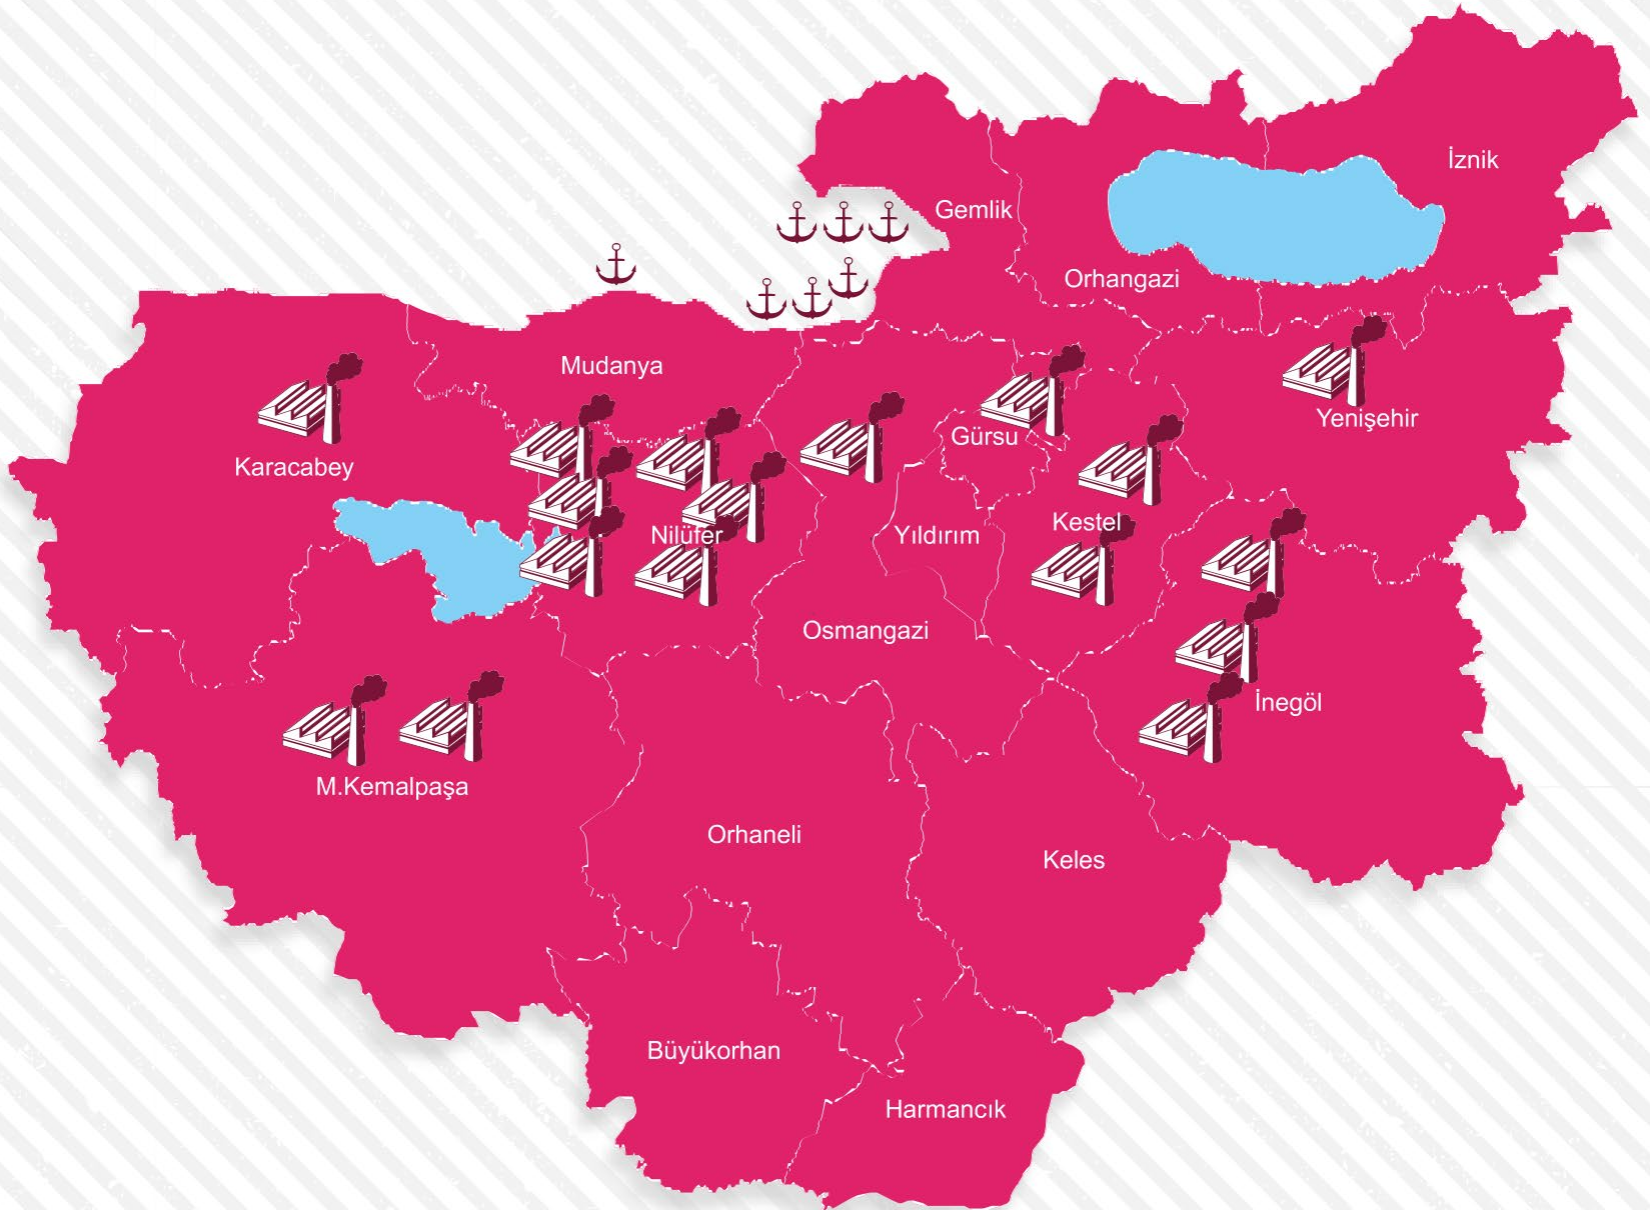 İznik
Gemlik
Orhangazi
Mudanya
Yenişehir
Gürsu
Karacabey
Kestel
Nilüfer
Yıldırım
Osmangazi
İnegöl
M.Kemalpaşa
Orhaneli
Keles
Büyükorhan
Harmancık